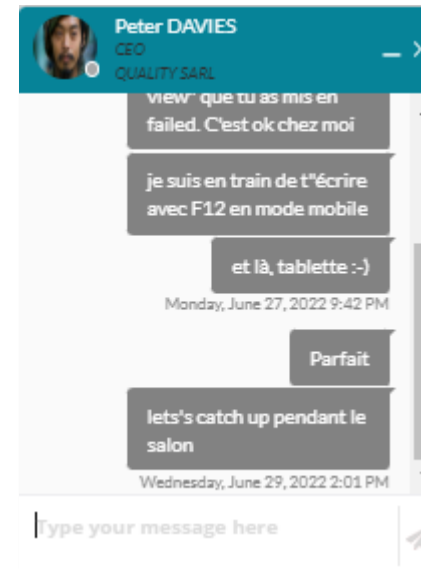 Peter DAVIES
CEO
QUALITY SARL
view" que tu as mis en
failed. C'est ok chez moi
je suis en train de t"écrire
avec F12 en mode mobile
et là, tablette :-)
Monday, June 27, 2022 9:42 PM
Parfait
lets's catch up pendant le
salon
Wednesday, June 29, 2022 2:01 PM
Type your message here